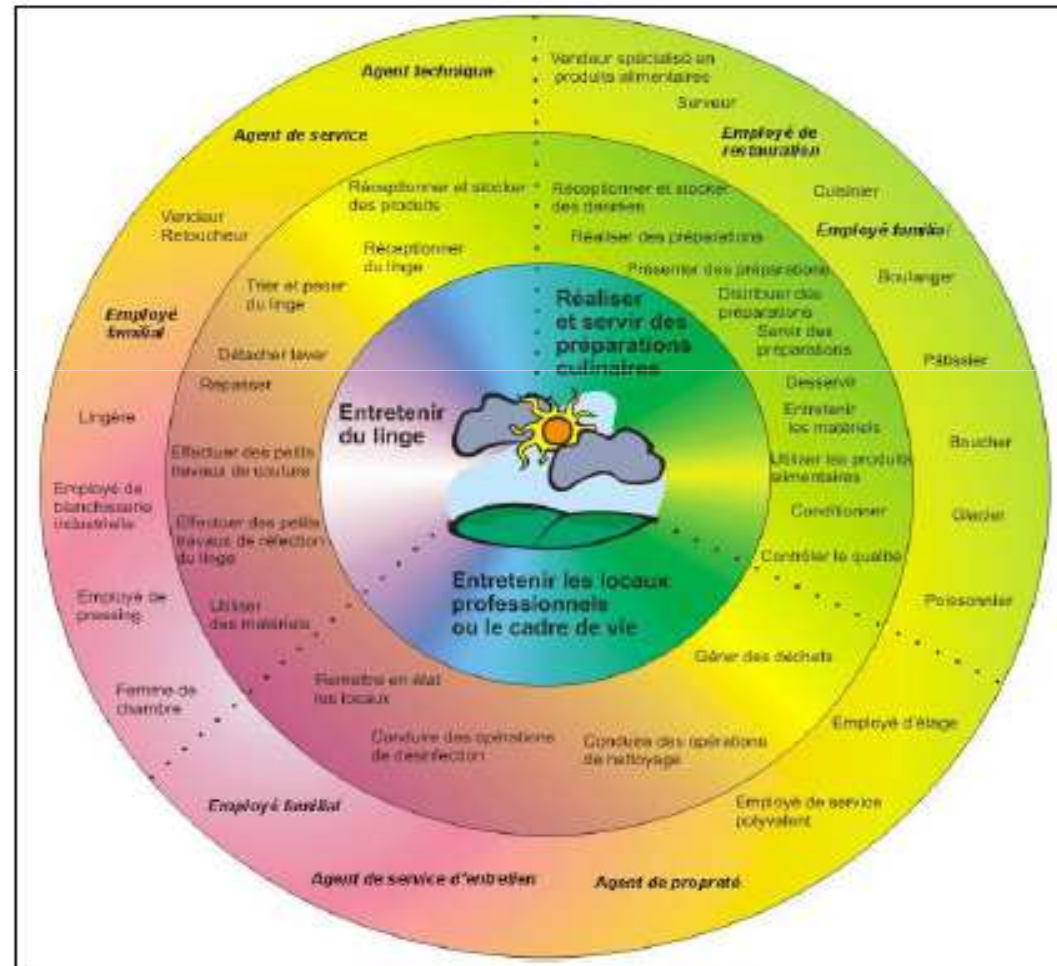 Agent technique
Agent de service
Vendeur
Retoucheur
Employé
familial
Lingère
Employé de
blanchisserie
industrielle
Employé de
pressing
Femme de
chambre
Vendeur spécialisé en
produits alimentaires
Serveur
Employé de
restauration
Cuisinier
Employé familial
Boulanger
Pâtissier
Boucher
Glacier
Poissonnier
Employé d'étage
Employé de service
polyvalent
Agent de propreté
Agent de service d'entretien
Employé familial
Réceptionner et stocker
des produits
Réceptionner
du linge
Trier et peser
du linge
Détacher laver
Repasser
Effectuer des petits
travaux de couture
Effectuer des petits
travaux de réfection
du linge
Utiliser
des matériels
Réceptionner et stocker
des denrées
Réaliser des préparations
Présenter des préparations
Distribuer des
préparations
Servir des
préparations
Desservir
Entretenir
les matériels
Utiliser les produits
alimentaires
Conditionner
Contrôler la qualité
Gérer des déchets
Conduire des opérations
de nettoyage
Conduire des opérations
de désinfection
Remettre en état
les locaux
Réaliser
et servir des
préparations
culinaires
Entretenir
du linge
Entretenir les locaux
professionnels
ou le cadre de vie